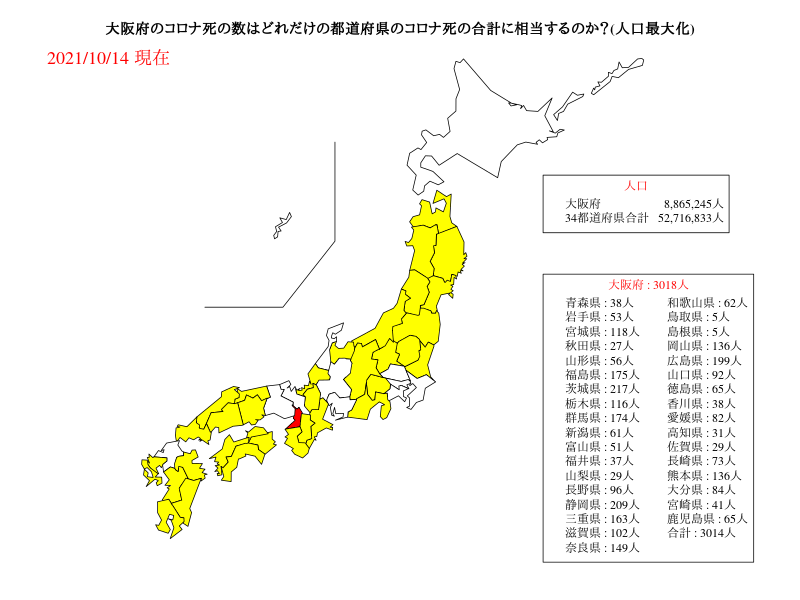 大阪府のコロナ死の数はどれだけの都道府県のコロナ死の合計に相当するのか?(人口最大化)
2021/10/14 現在
人口
大阪府 8,865,245人
34都道府県合計 52,716,833人
大阪府 : 3018人
青森県 : 38人
岩手県 : 53人
宮城県 : 118人
秋田県 : 27人
山形県 : 56人
福島県 : 175人
茨城県 : 217人
栃木県 : 116人
群馬県 : 174人
新潟県 : 61人
富山県 : 51人
福井県 : 37人
山梨県 : 29人
長野県 : 96人
静岡県 : 209人
三重県 : 163人
滋賀県 : 102人
奈良県 : 149人
和歌山県 : 62人
鳥取県 : 5人
島根県 : 5人
岡山県 : 136人
広島県 : 199人
山口県 : 92人
徳島県 : 65人
香川県 : 38人
愛媛県 : 82人
高知県 : 31人
佐賀県 : 29人
長崎県 : 73人
熊本県 : 136人
大分県 : 84人
宮崎県 : 41人
鹿児島県 : 65人
合計 : 3014人